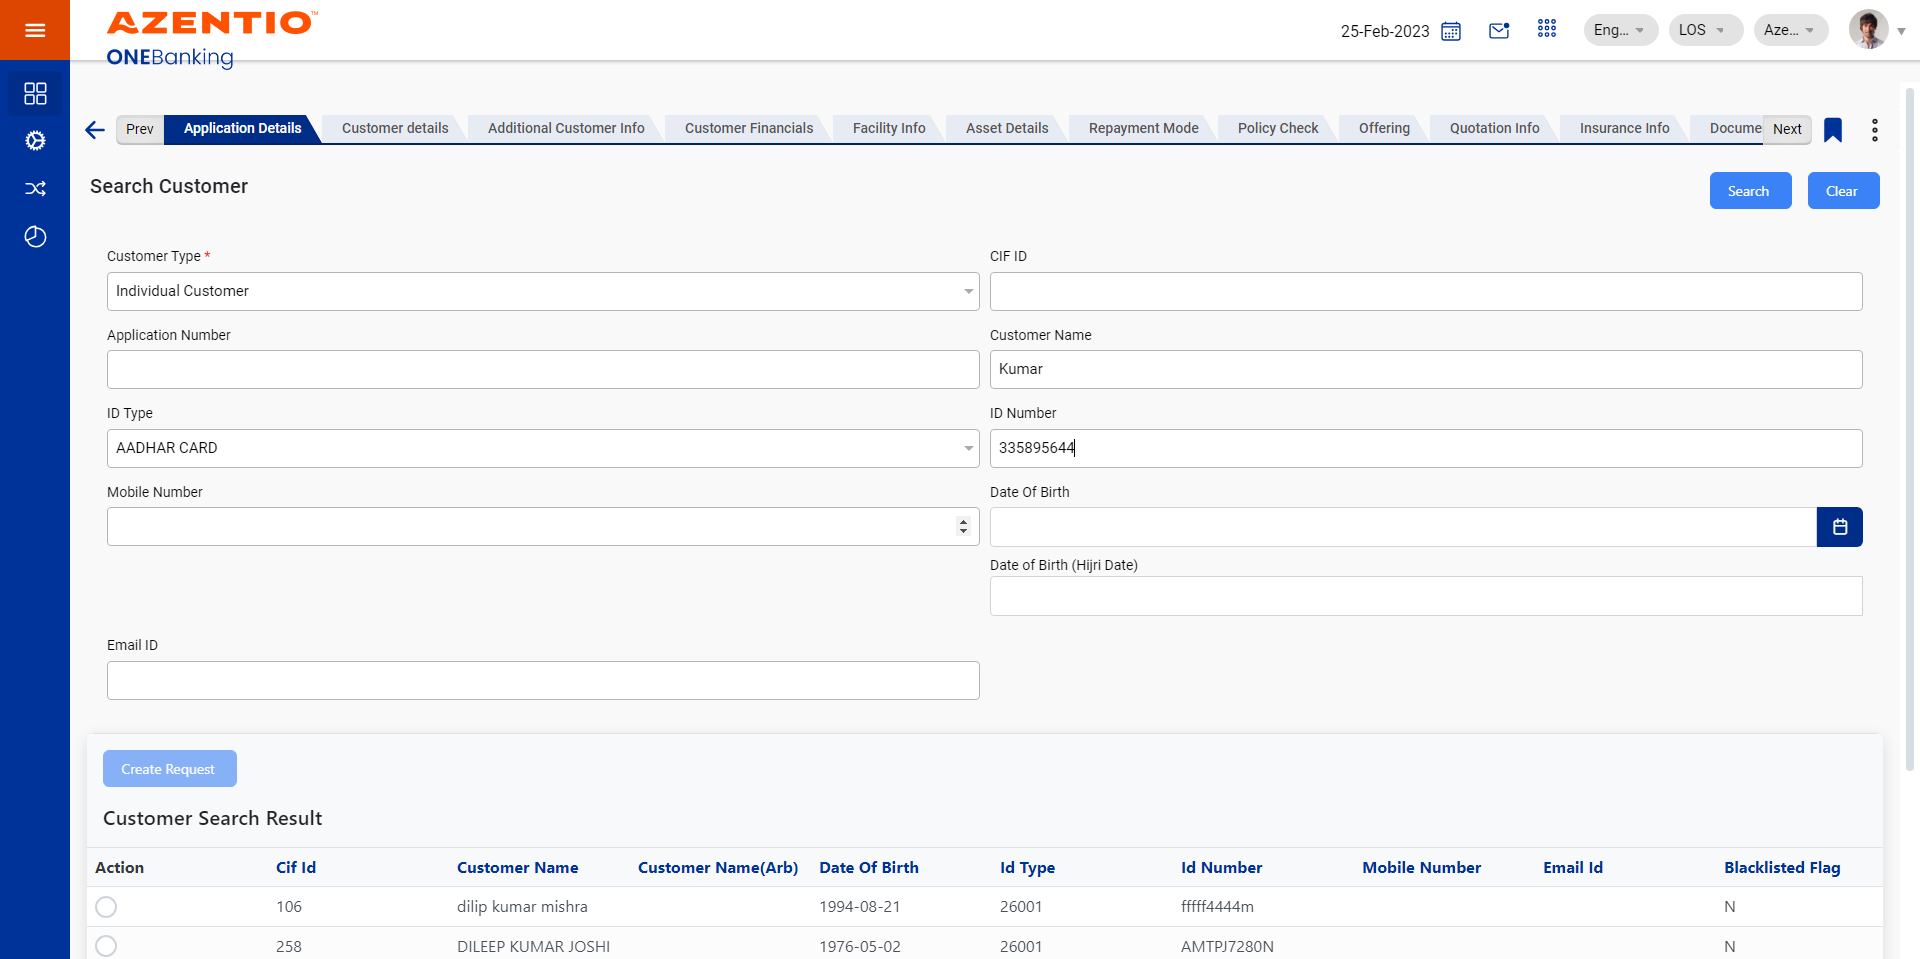 AZENTIO™
ONEBanking
25-Feb-2023
Eng...
LOS
Aze...
Prev
Application Details
Customer details
Additional Customer Info
Customer Financials
Facility Info
Asset Details
Repayment Mode
Policy Check
Offering
Quotation Info
Insurance Info
Docume
Next
Search Customer
Search
Clear
Customer Type *
CIF ID
Individual Customer
Application Number
Customer Name
Kumar
ID Type
ID Number
AADHAR CARD
335895644
Mobile Number
Date Of Birth
Date of Birth (Hijri Date)
Email ID
Create Request
Customer Search Result
Action Cif Id Customer Name Customer Name(Arb) Date Of Birth Id Type Id Number Mobile Number Email Id Blacklisted Flag
106 dilip kumar mishra 1994-08-21 26001 fffff4444m N
258 DILEEP KUMAR JOSHI 1976-05-02 26001 AMTPJ7280N N